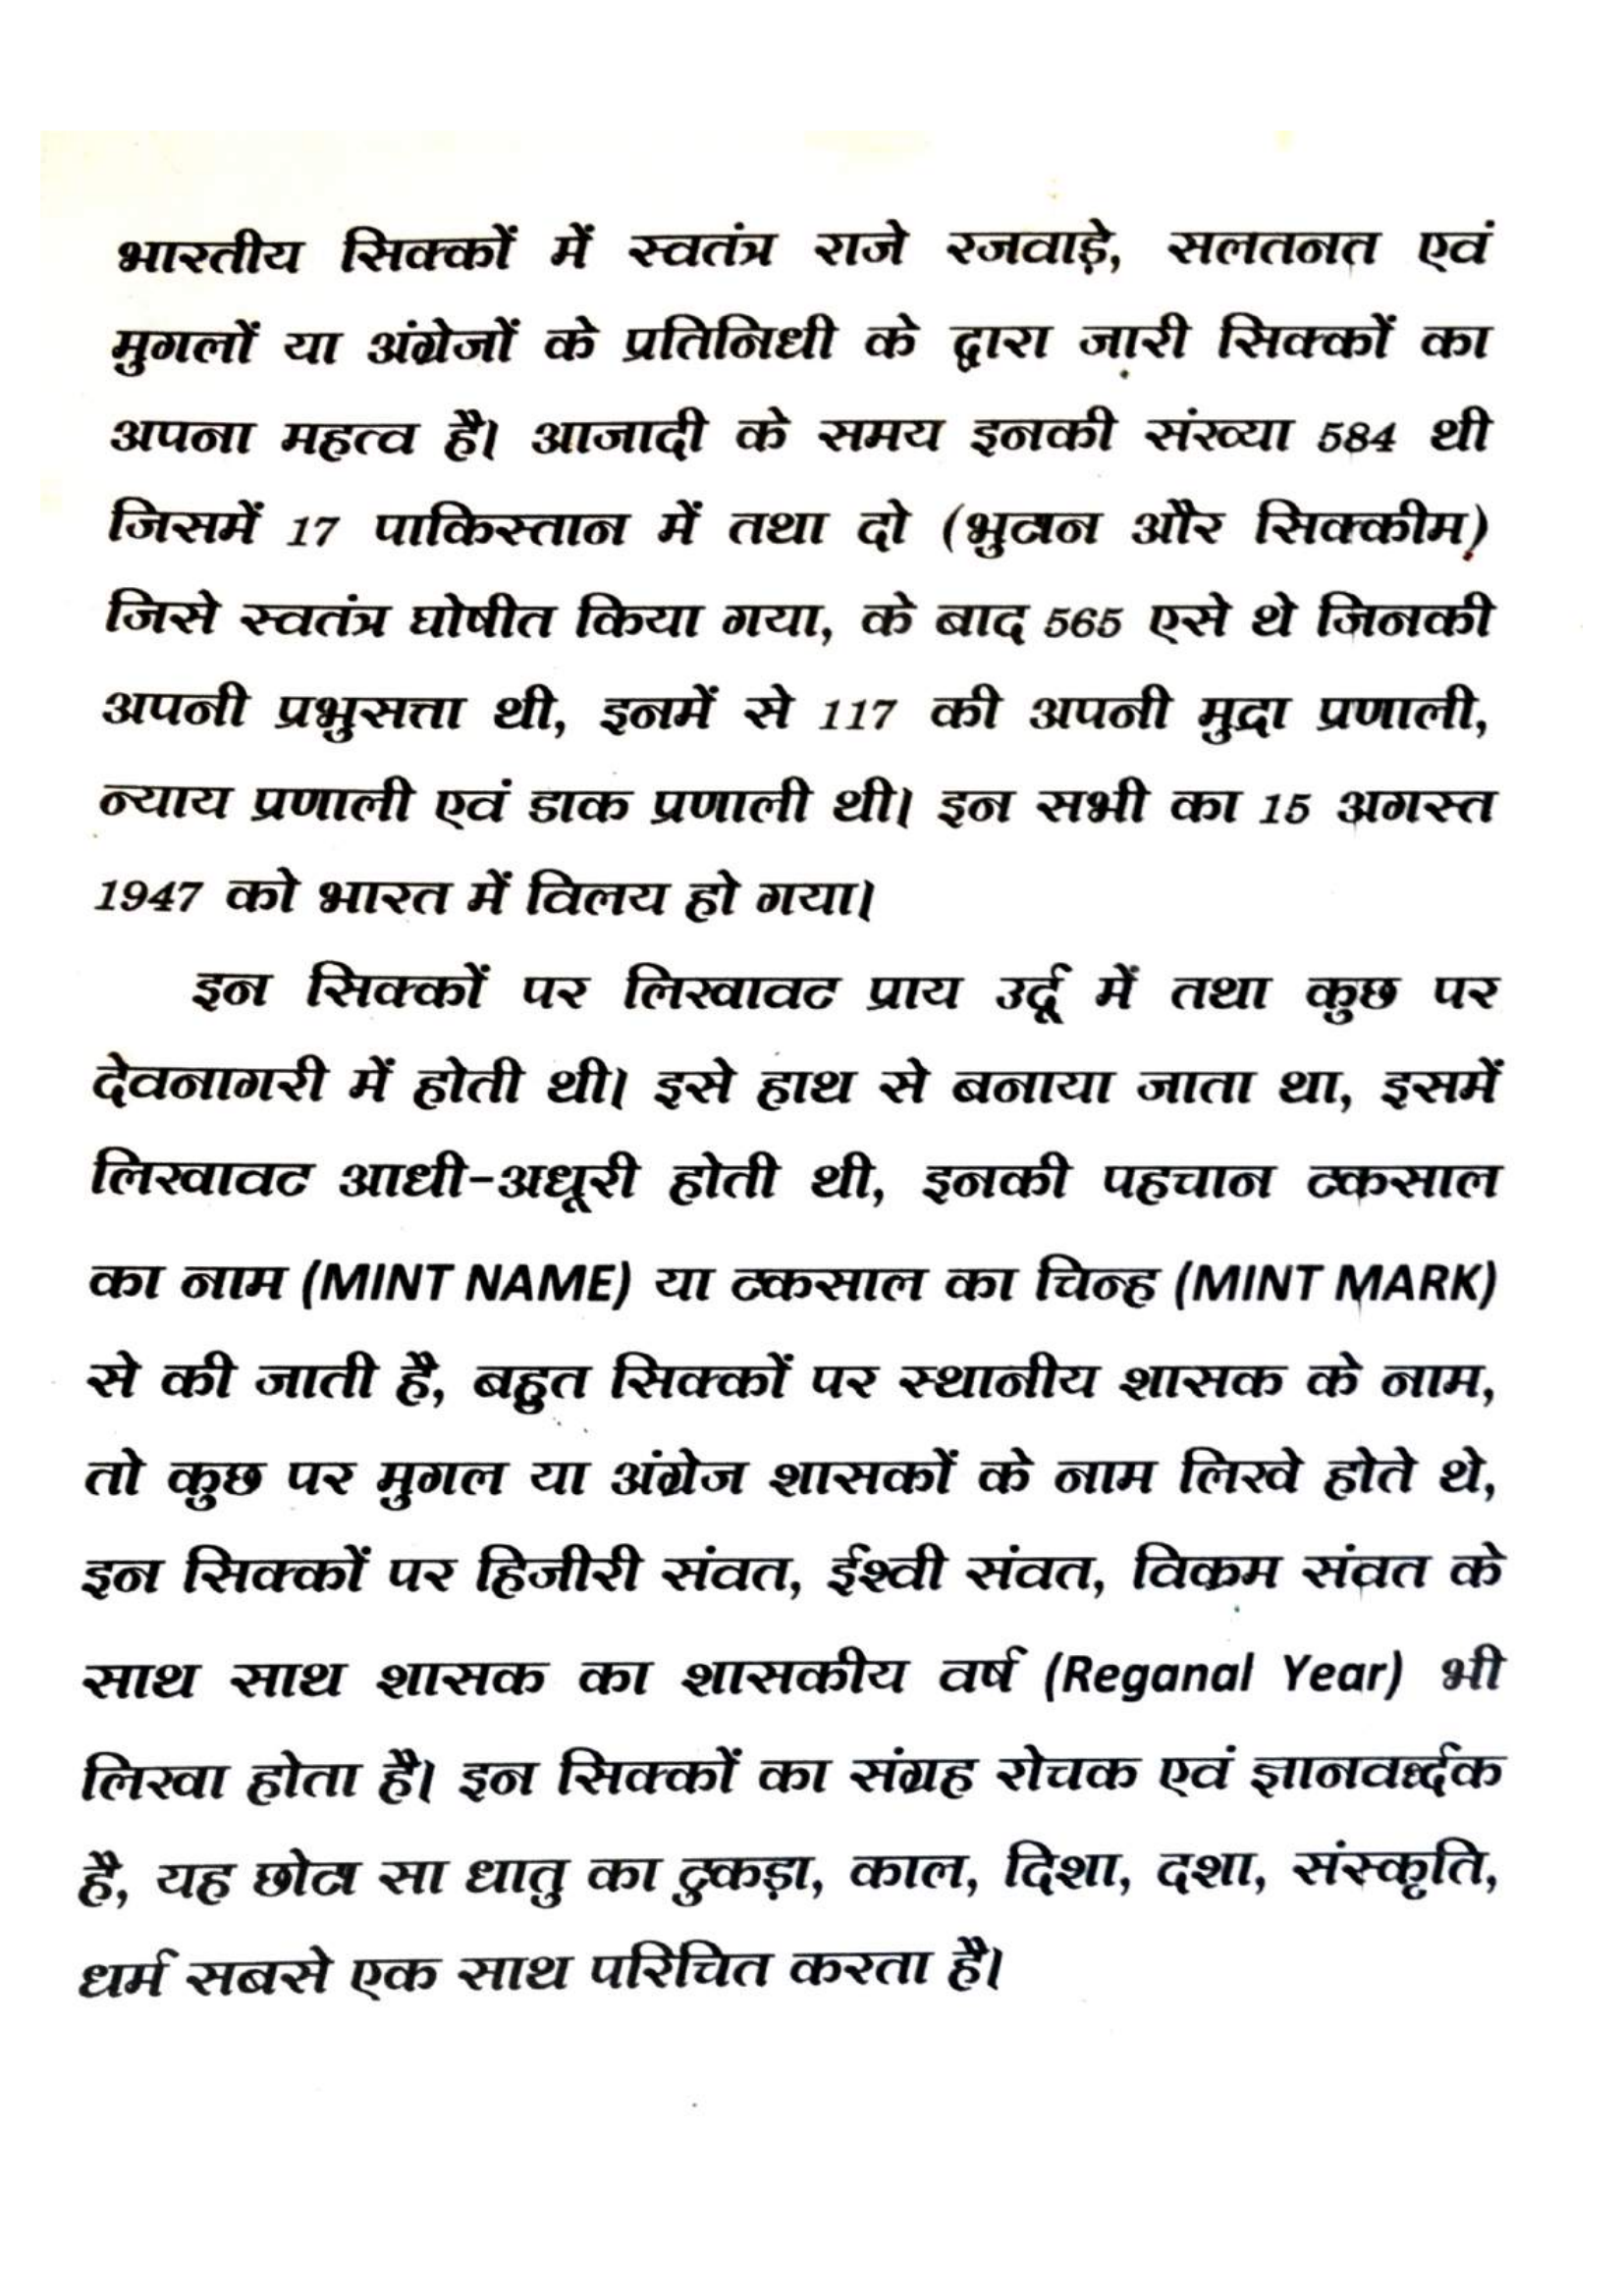 भारतीय सिक्कों में स्वतंत्र राजे रजवाड़े, सलतनत एवं
मुगलों या अंग्रेजों के प्रतिनिधी के द्वारा जारी सिक्कों का
अपना महत्व है। आजादी के समय इनकी संख्या 584 थी
जिसमें 17 पाकिस्तान में तथा दो (भुटान और सिक्कीम)
जिसे स्वतंत्र घोषीत किया गया, के बाद 565 एसे थे जिनकी
अपनी प्रभुसत्ता थी, इनमें से 117 की अपनी मुद्रा प्रणाली,
न्याय प्रणाली एवं डाक प्रणाली थी। इन सभी का 15 अगस्त
1947 को भारत में विलय हो गया।
इन सिक्कों पर लिखावट प्राय उर्दू में तथा कुछ पर
देवनागरी में होती थी। इसे हाथ से बनाया जाता था, इसमें
लिखावट आधी-अधूरी होती थी, इनकी पहचान टकसाल
का नाम (MINT NAME) या टकसाल का चिन्ह (MINT MARK)
से की जाती है, बहुत सिक्कों पर स्थानीय शासक के नाम,
तो कुछ पर मुगल या अंग्रेज शासकों के नाम लिखे होते थे,
इन सिक्कों पर हिजीरी संवत, ईश्वी संवत, विक्रम संवत के
साथ साथ शासक का शासकीय वर्ष (Reganal Year) भी
लिखा होता है। इन सिक्कों का संग्रह रोचक एवं ज्ञानवर्द्धक
है, यह छोटा सा धातु का टुकड़ा, काल, दिशा, दशा, संस्कृति,
धर्म सबसे एक साथ परिचित करता है।